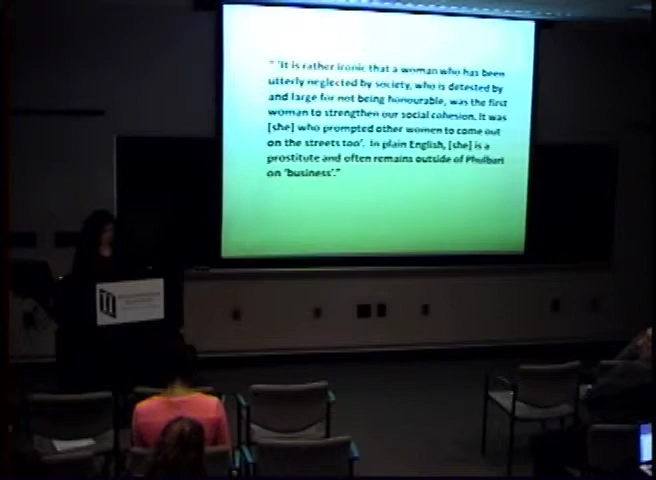 " 'It is rather ironic that a woman who has been
utterly neglected by society, who is detested by
and large for not being honourable, was the first
woman to strengthen our social cohesion. It was
[she] who prompted other women to come out
on the streets too'.  In plain English, [she] is a
prostitute and often remains outside of Phulbari
on 'business'."